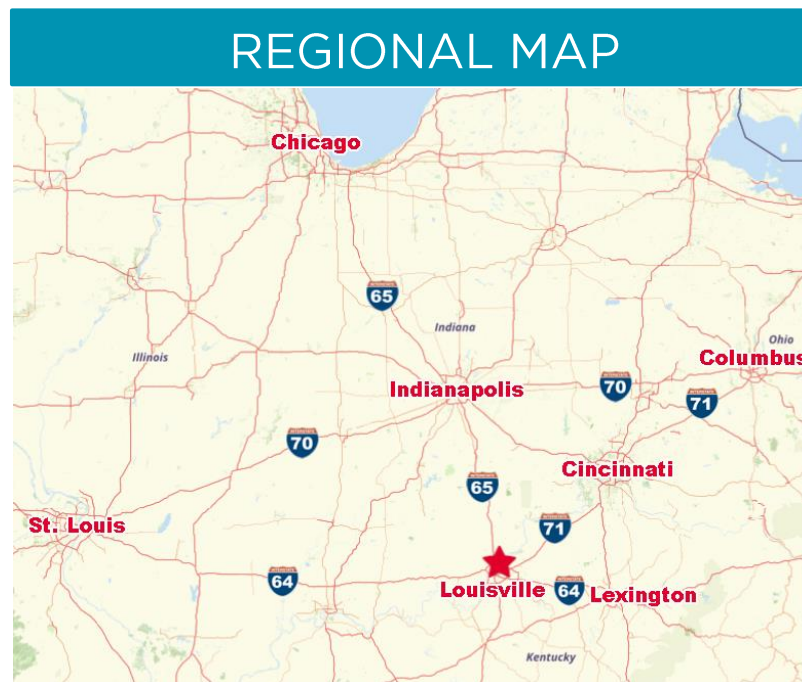 REGIONAL MAP
Chicago
65
Indiana
Illinois
Ohio
Columbus
Indianapolis
70
71
70
Cincinnati
65
St. Louis
71
64
Louisville
64
Lexington
Kentucky